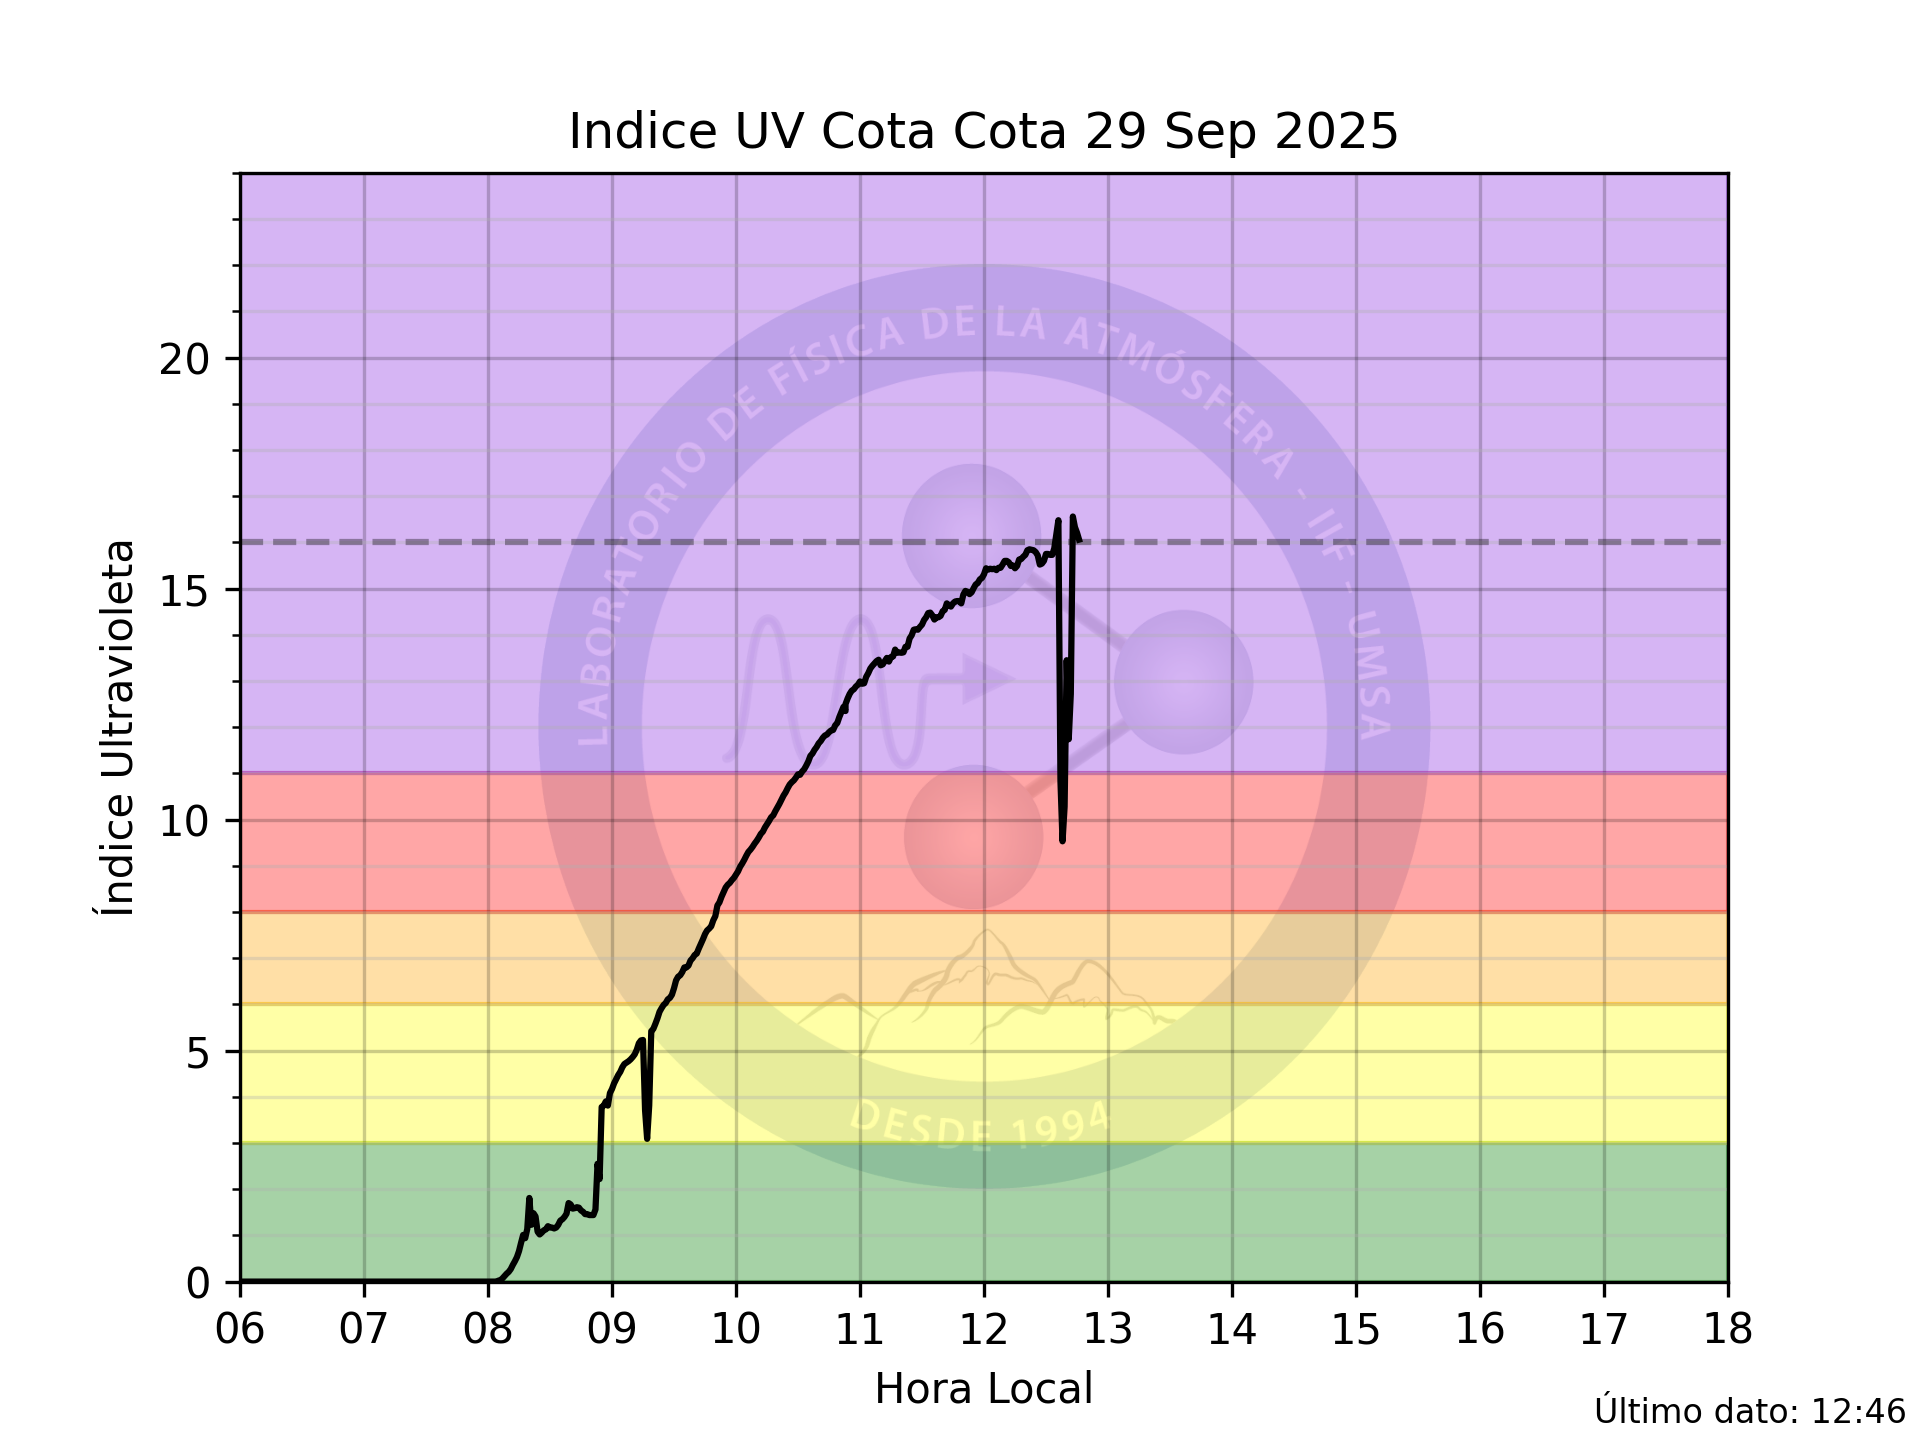 Indice UV Cota Cota 29 Sep 2025
Índice Ultravioleta
20
15
10
5
0
LABORATORIO DE FÍSICA DE LA ATMÓSFERA - IIF - UMSA
DESDE 1994
06 07 08 09 10 11 12 13 14 15 16 17 18
Hora Local
Último dato: 12:46